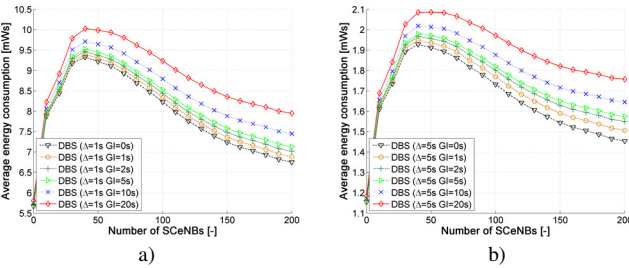 Average energy consumption [mWs]
10.5
10
9.5
9
8.5
8
7.5
7
6.5
6
5.5
DBS (Δ=1s GI=0s)
DBS (Δ=1s GI=1s)
DBS (Δ=1s GI=2s)
DBS (Δ=1s GI=5s)
DBS (Δ=1s GI=10s)
DBS (Δ=1s GI=20s)
0 50 100 150 200
Number of SCeNBs [-]
a)
Average energy consumption [mWs]
2.1
2
1.9
1.8
1.7
1.6
1.5
1.4
1.3
1.2
1.1
DBS (Δ=5s GI=0s)
DBS (Δ=5s GI=1s)
DBS (Δ=5s GI=2s)
DBS (Δ=5s GI=5s)
DBS (Δ=5s GI=10s)
DBS (Δ=5s GI=20s)
0 50 100 150 200
Number of SCeNBs [-]
b)